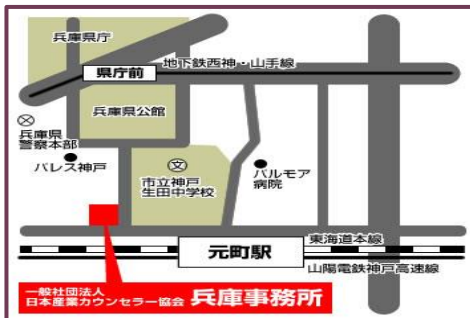 兵庫県庁
地下鉄西神・山手線
県庁前
兵庫県公館
兵庫県
警察本部
パレス神戸
文
市立神戸
生田中学校
パルモア
病院
東海道本線
元町駅
山陽電鉄神戸高速線
一般社団法人
日本産業カウンセラー協会 兵庫事務所